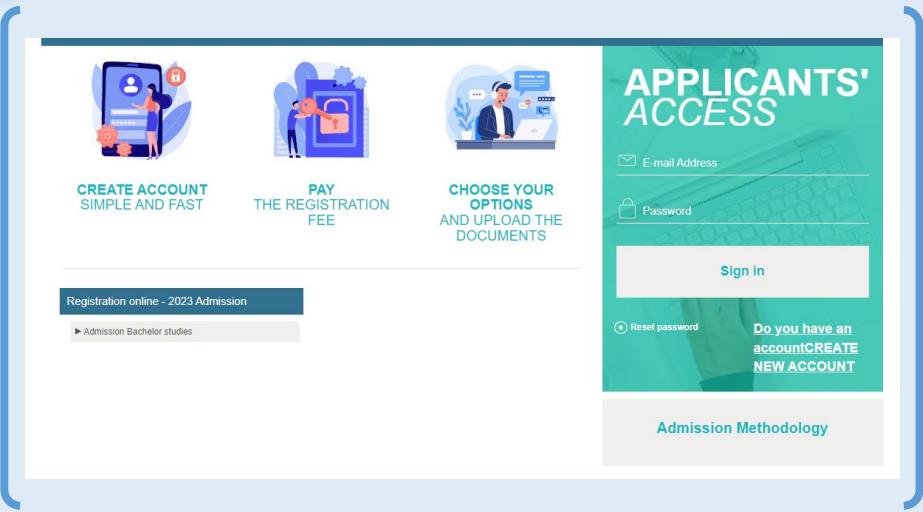 CREATE ACCOUNT
SIMPLE AND FAST
PAY
THE REGISTRATION
FEE
CHOOSE YOUR
OPTIONS
AND UPLOAD THE
DOCUMENTS
Registration online - 2023 Admission
► Admission Bachelor studies
APPLICANTS'
ACCESS
E-mail Address
Password
Sign in
Reset password
Do you have an
accountCREATE
NEW ACCOUNT
Admission Methodology